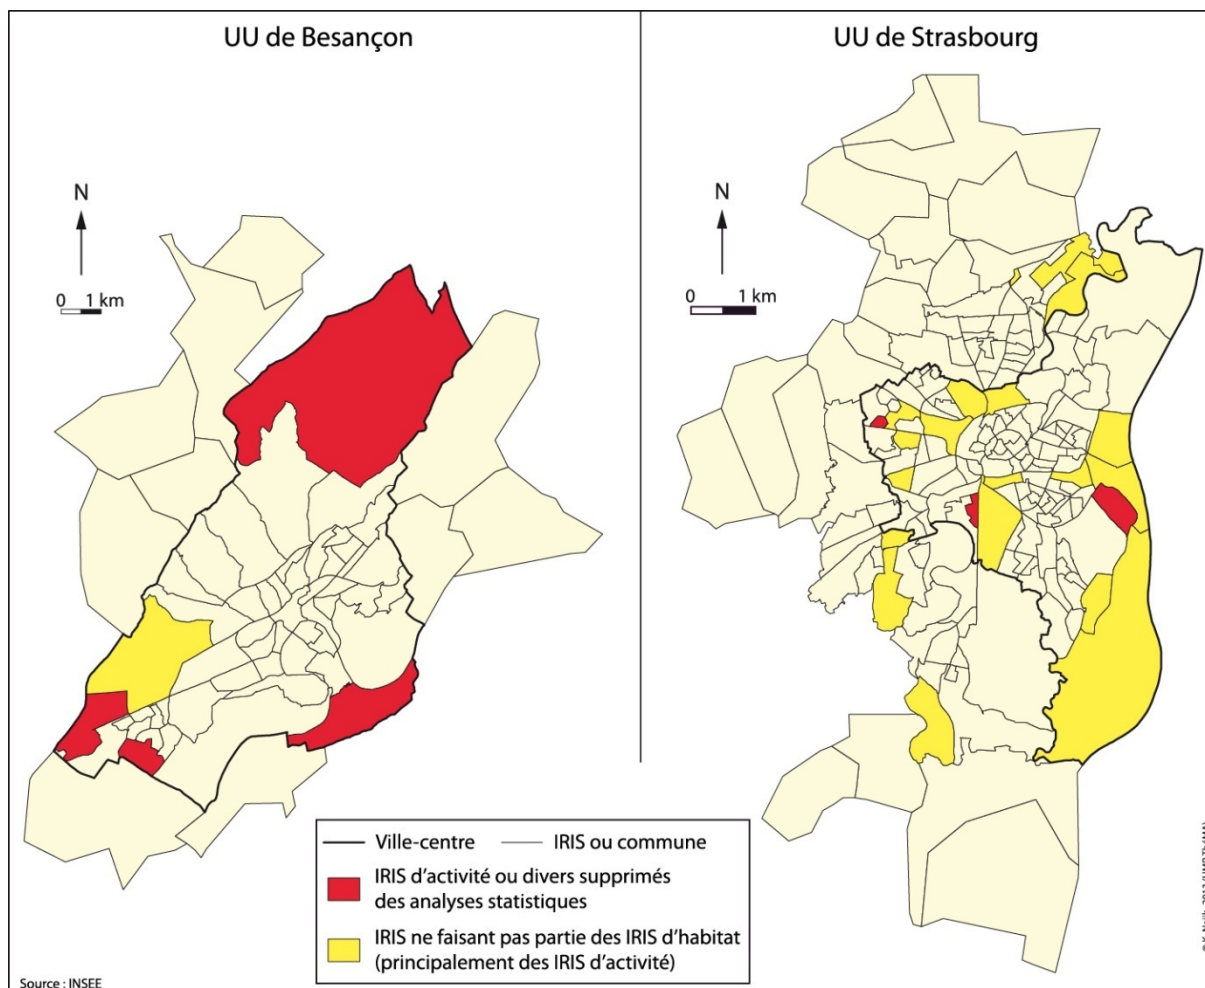 UU de Besançon
UU de Strasbourg
N
N
0 1 km
0 1 km
Ville-centre
IRIS ou commune
IRIS d'activité ou divers supprimés
des analyses statistiques
IRIS ne faisant pas partie des IRIS d'habitat
(principalement des IRIS d'activité)
Source : INSEE